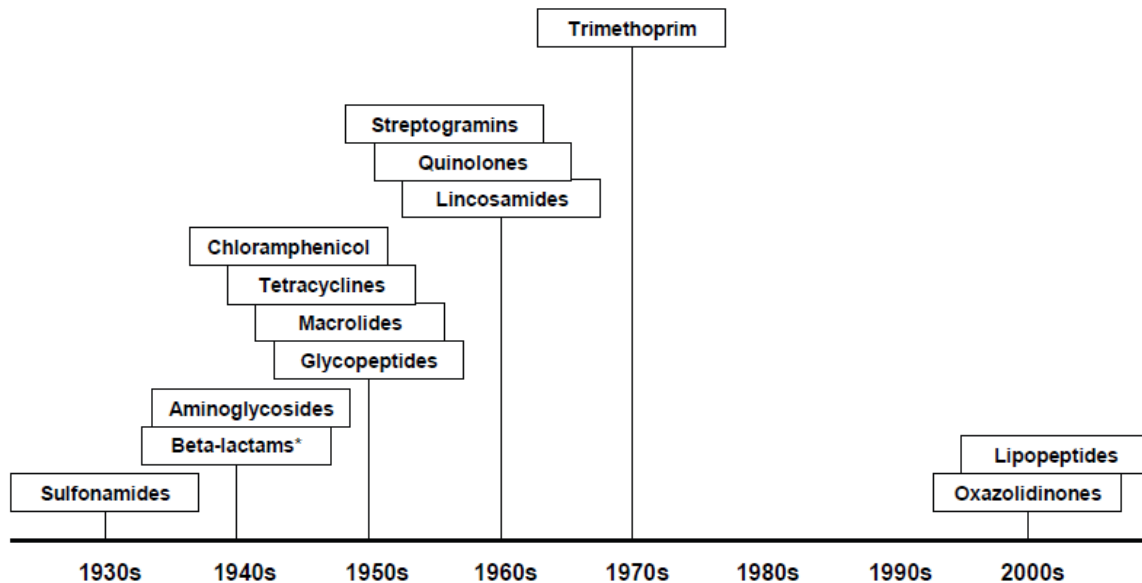 Trimethoprim
Streptogramins
Quinolones
Lincosamides
Chloramphenicol
Tetracyclines
Macrolides
Glycopeptides
Aminoglycosides
Beta-lactams*
Lipopeptides
Sulfonamides
Oxazolidinones
1930s 1940s 1950s 1960s 1970s 1980s 1990s 2000s